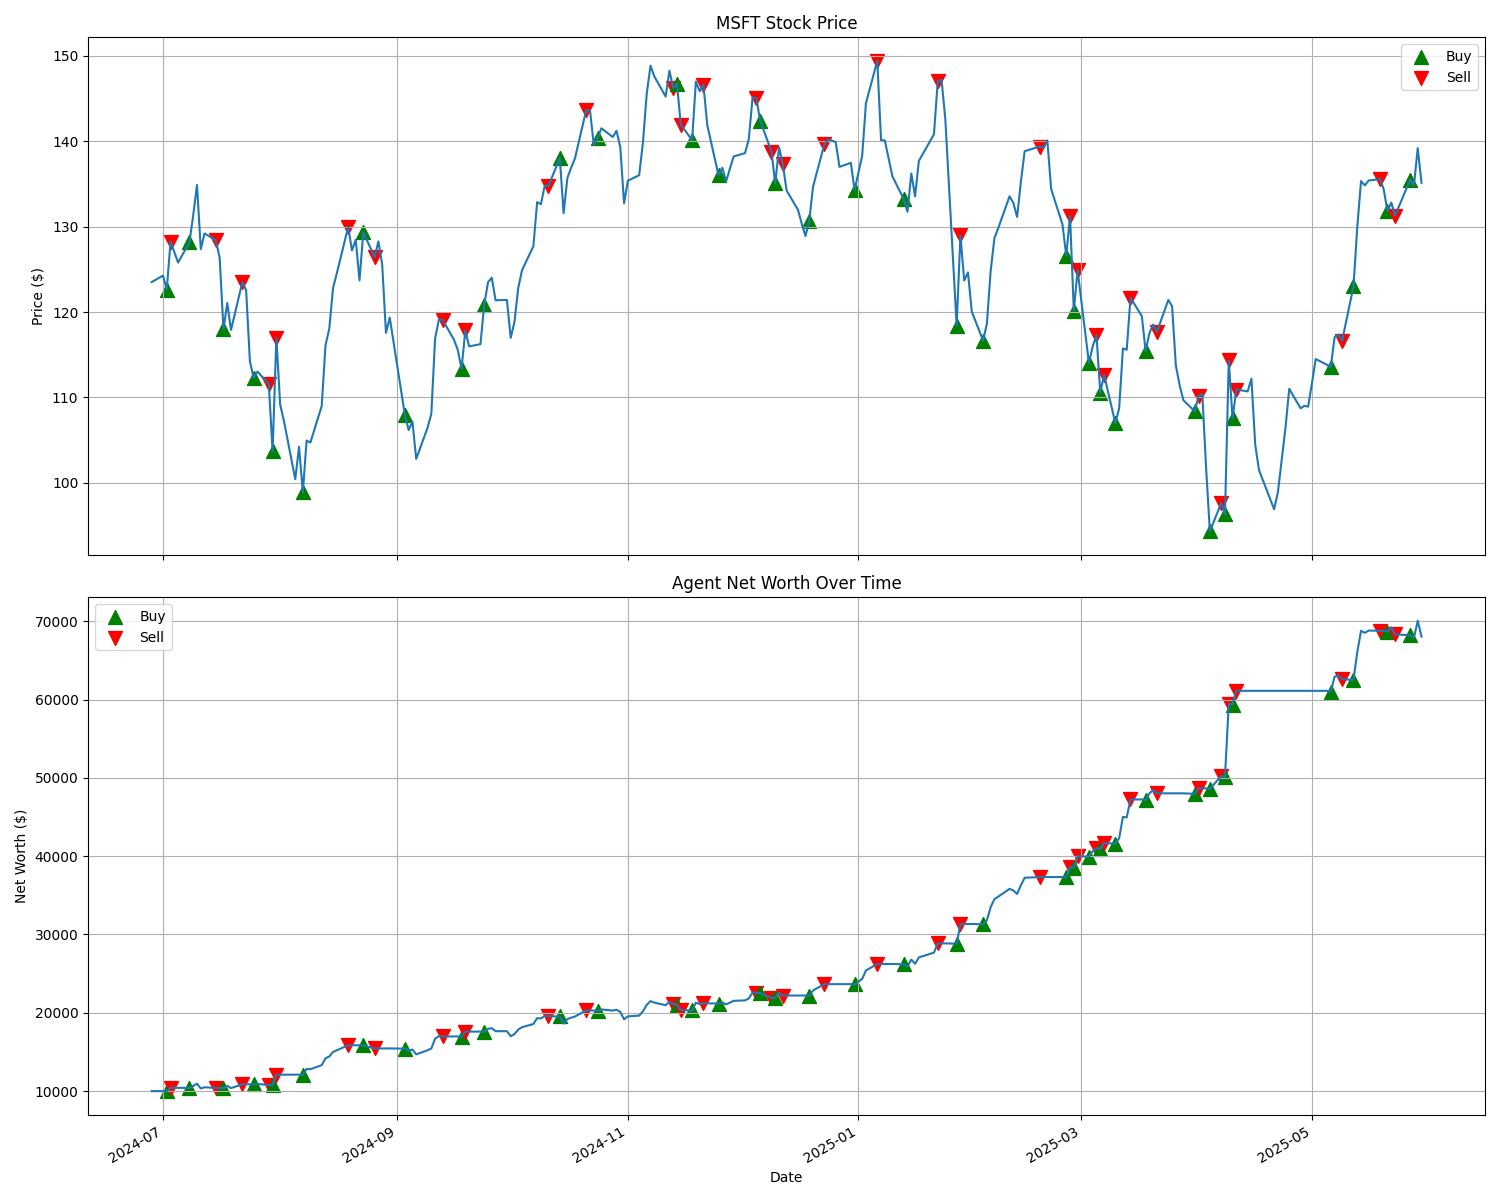 MSFT Stock Price
Price ($)
150
140
130
120
110
100
Buy
Sell
Agent Net Worth Over Time
Net Worth ($)
70000
60000
50000
40000
30000
20000
10000
Buy
Sell
2024-07
2024-09
2024-11
2025-01
2025-03
2025-05
Date